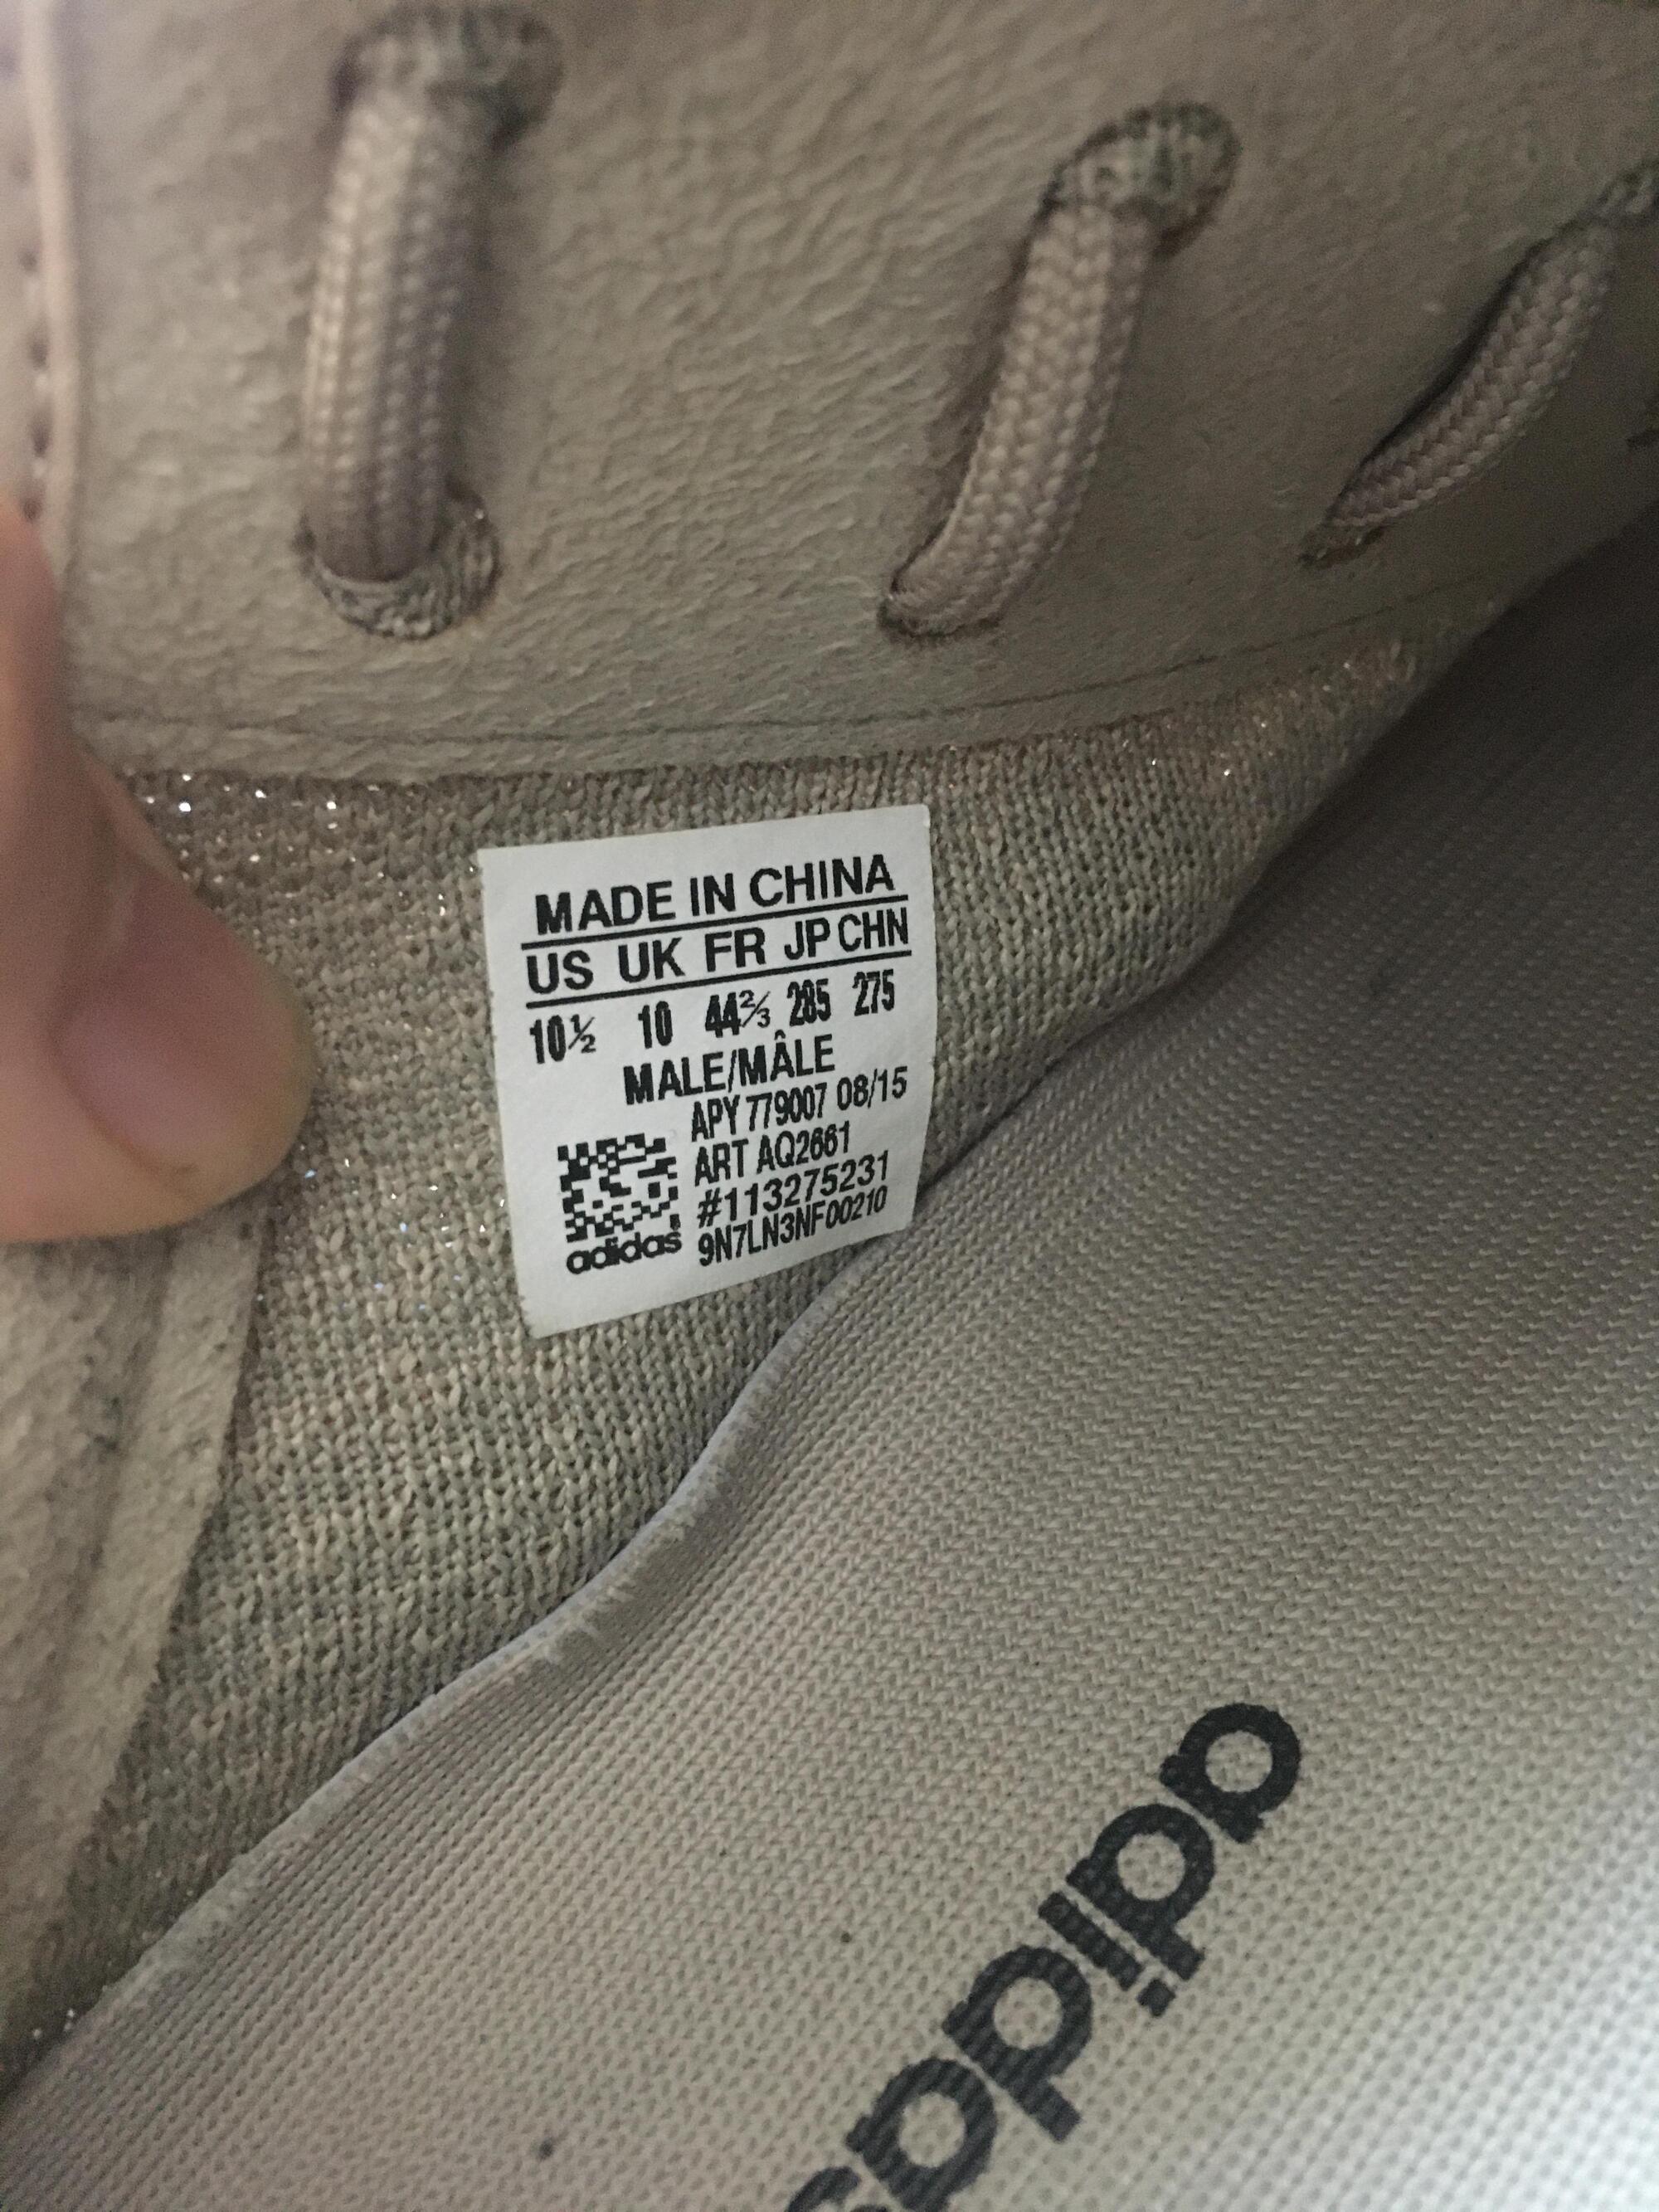 MADE IN CHINA
US UK FR JP CHN
10½ 10 44⅔ 285 275
MALE/MÂLE
APY 779007 08/15
ART AQ2661
#113275231
9N7LN3NF00210
adidas
adidas